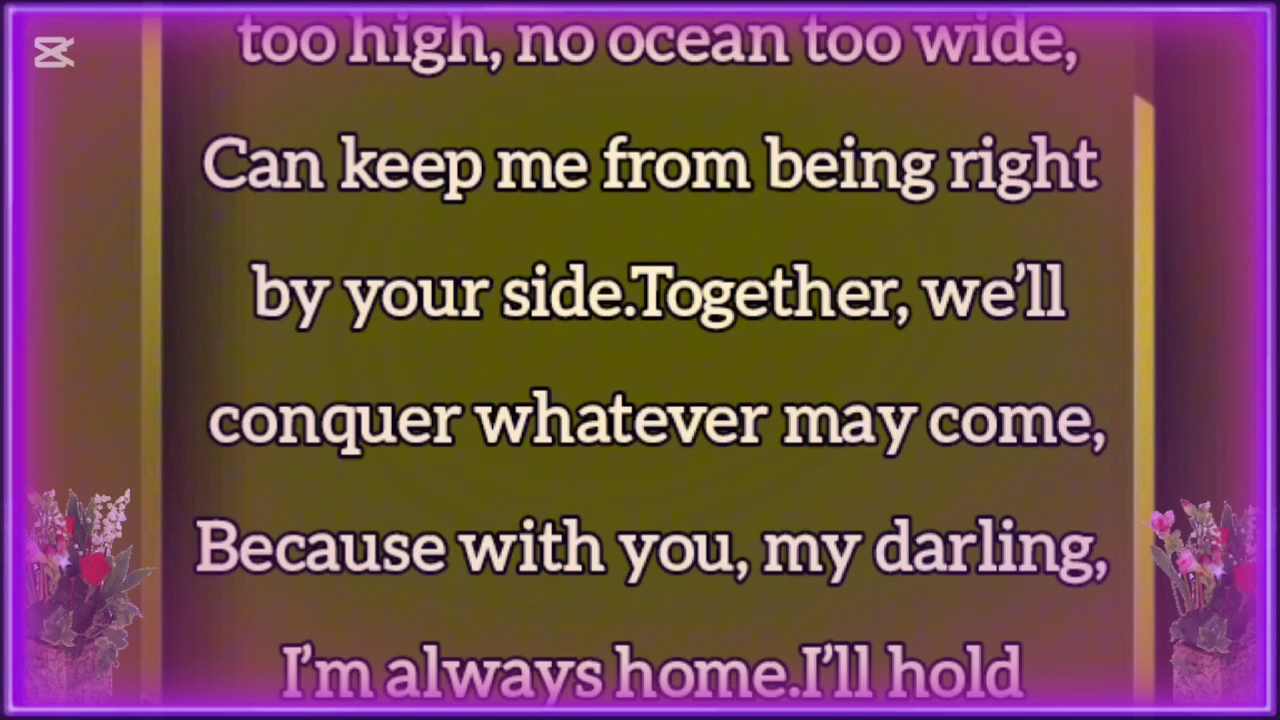 too high, no ocean too wide,
Can keep me from being right
by your side.Together, we’ll
conquer whatever may come,
Because with you, my darling,
I’m always home.I’ll hold